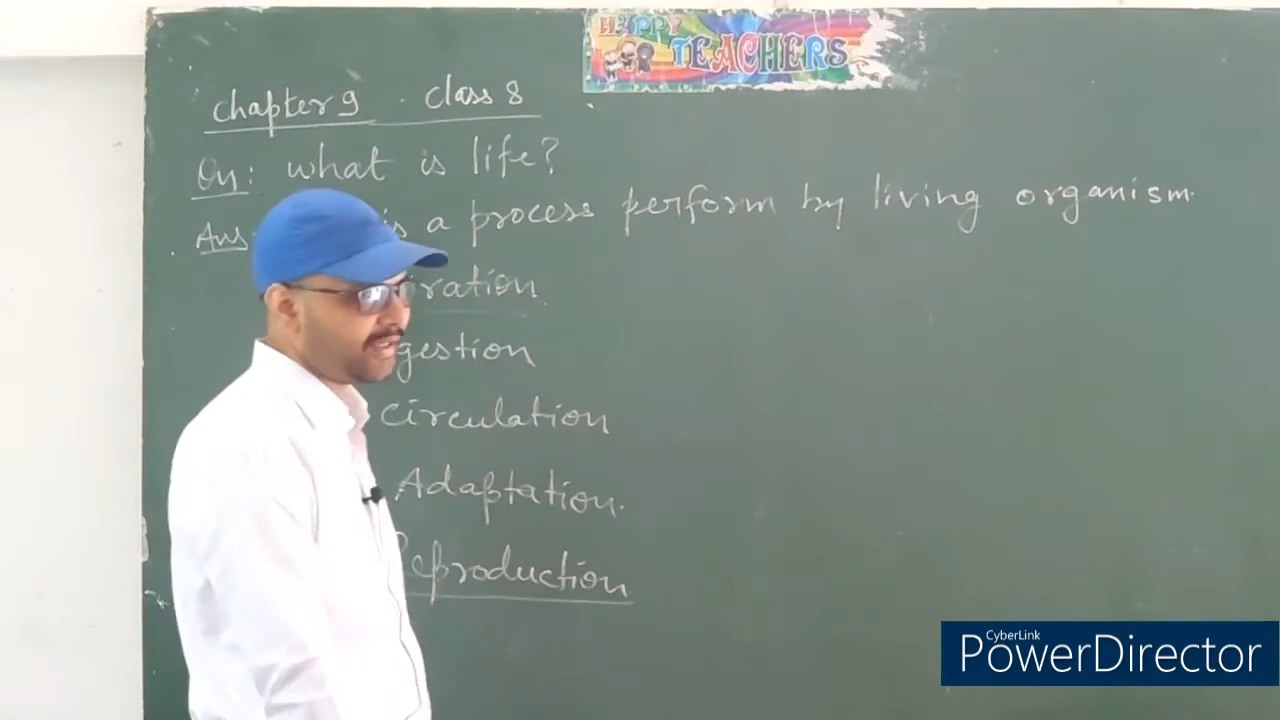 HAPPY
TEACHERS
chapter 9 . class 8
Qn: what is life?
Ans is a process perform by living organism.
ration.
gestion
circulation
Adaptation.
Reproduction
CyberLink
PowerDirector